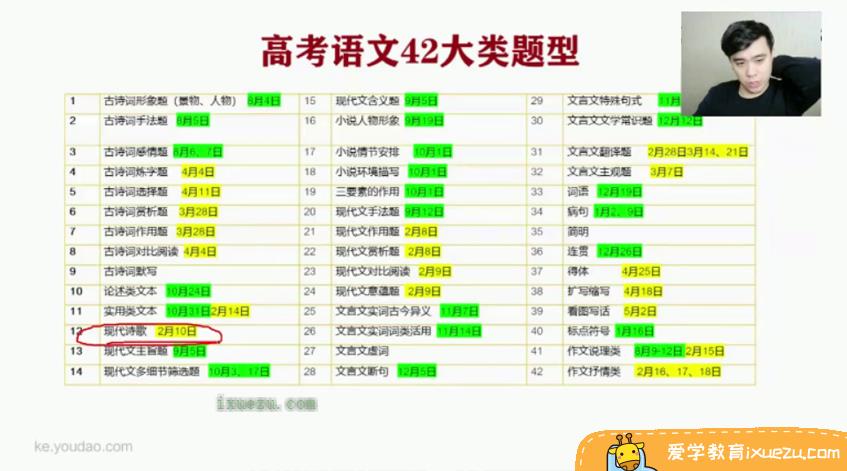 高考语文42大类题型
1 古诗词形象题（景物、人物） 8月4日 15 现代文含义题 9月5日 29 文言文特殊句式 11月
2 古诗词手法题 8月5日 16 小说人物形象 9月19日 30 文言文文学常识题 12月12日
3 古诗词感情题 8月6、7日 17 小说情节安排 10月1日 31 文言文翻译题 2月28日3月14、21日
4 古诗词炼字题 4月4日 18 小说环境描写 10月1日 32 文言文主观题 3月7日
5 古诗词选择题 4月11日 19 三要素的作用 10月1日 33 词语 12月19日
6 古诗词赏析题 3月28日 20 现代文手法题 9月12日 34 病句 1月2、9日
7 古诗词作用题 3月28日 21 现代文作用题 2月8日 35 简明
8 古诗词对比阅读 4月4日 22 现代文赏析题 2月8日 36 连贯 12月26日
9 古诗词默写 23 现代文对比阅读 2月9日 37 得体 4月25日
10 论述类文本 10月24日 24 现代文意蕴题 2月9日 38 扩写缩写 4月18日
11 实用类文本 10月31日2月14日 25 文言文实词古今异义 11月7日 39 看图写话 5月2日
12 现代诗歌 2月10日 26 文言文实词词类活用 11月14日 40 标点符号 1月16日
13 现代文主旨题 9月5日 27 文言文虚词 41 作文说理类 8月9-12日 2月15日
14 现代文多细节筛选题 10月3、17日 28 文言文断句 12月5日 42 作文抒情类 2月16、17、18日
ixuezu.com
ke.youdao.com
爱学教育ixuezu.com